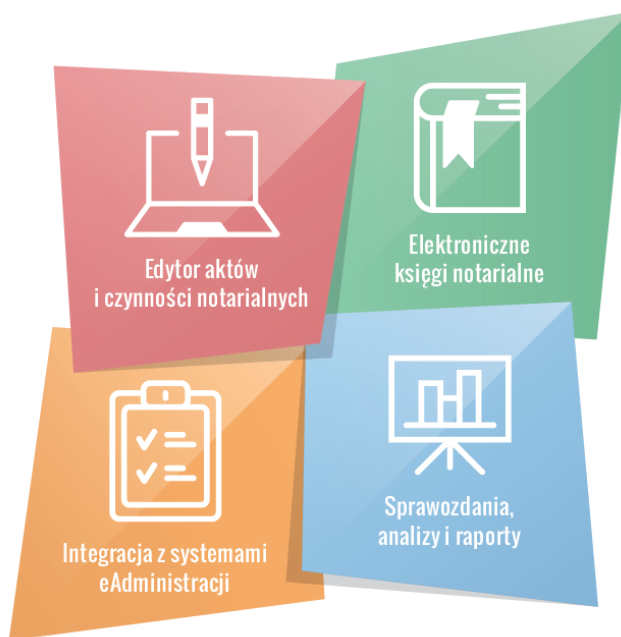 Edytor aktów
i czynności notarialnych
Elektroniczne
księgi notarialne
Integracja z systemami
eAdministracji
Sprawozdania,
analizy i raporty